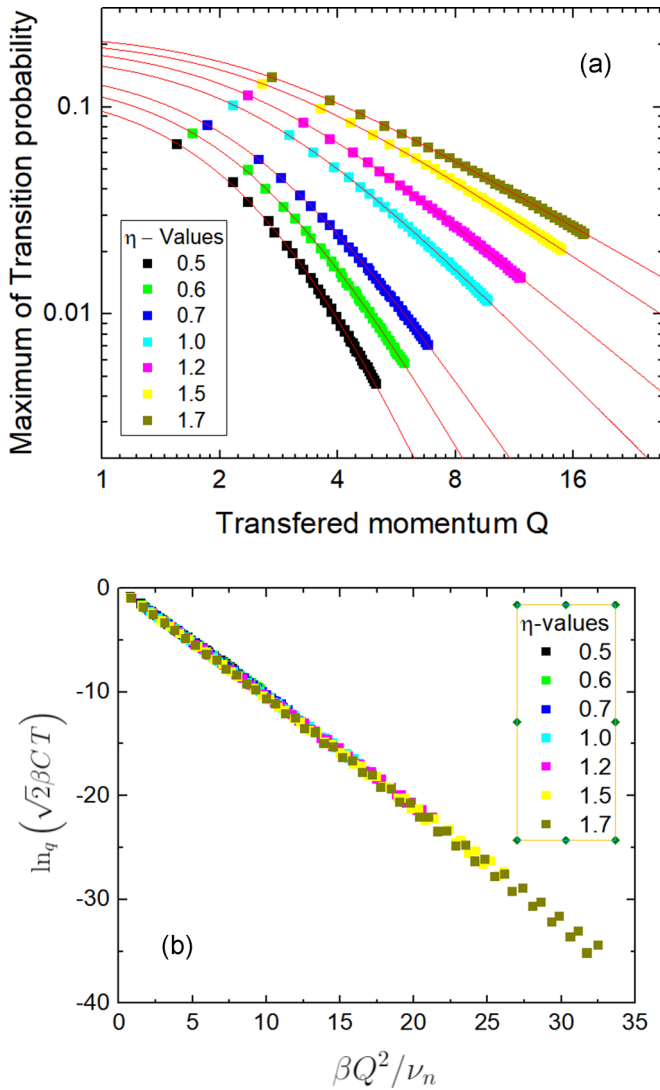 (a)
Maximum of Transition probability
0.1
0.01
η – Values
0.5
0.6
0.7
1.0
1.2
1.5
1.7
1 2 4 8 16
Transfered momentum Q
0
-10
-20
-30
-40
ln_q (√2βCT)
η-values
0.5
0.6
0.7
1.0
1.2
1.5
1.7
(b)
0 5 10 15 20 25 30 35
βQ²/ν_n